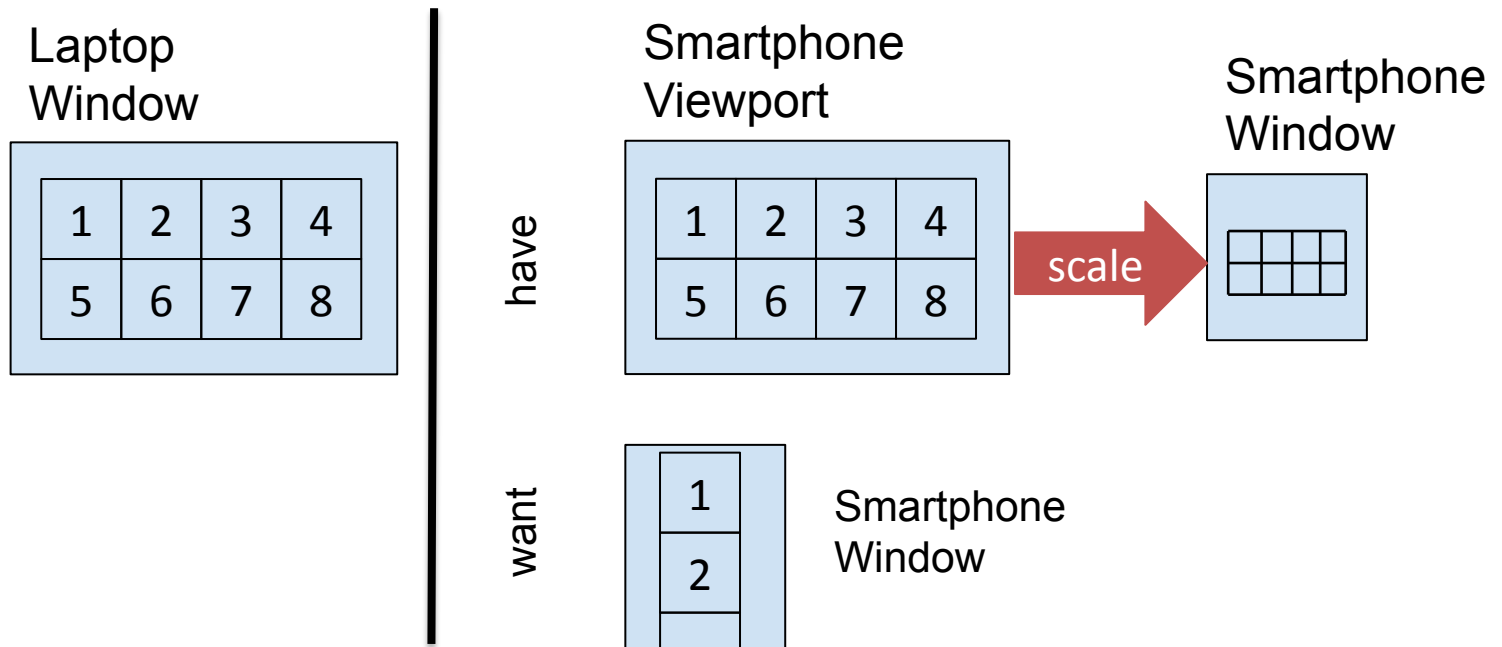 Laptop
Window
1 2 3 4
5 6 7 8
have
Smartphone
Viewport
1 2 3 4
5 6 7 8
scale
Smartphone
Window
want
1
2
Smartphone
Window